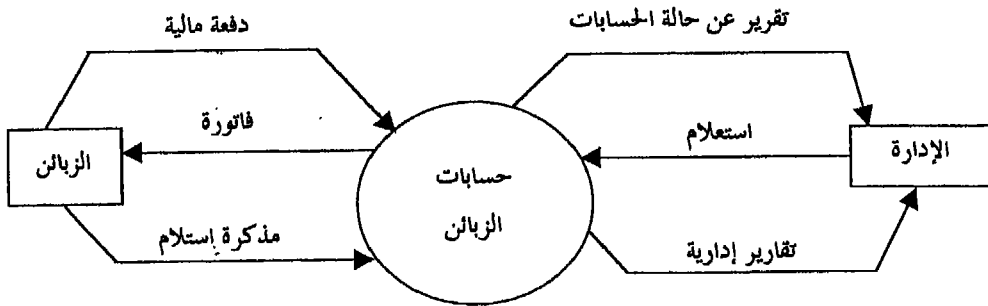 تقرير عن حالة الحسابات
دفعة مالية
استعلام
فاتورة
الإدارة
الزبائن
حسابات
الزبائن
مذكرة إستلام
تقارير إدارية